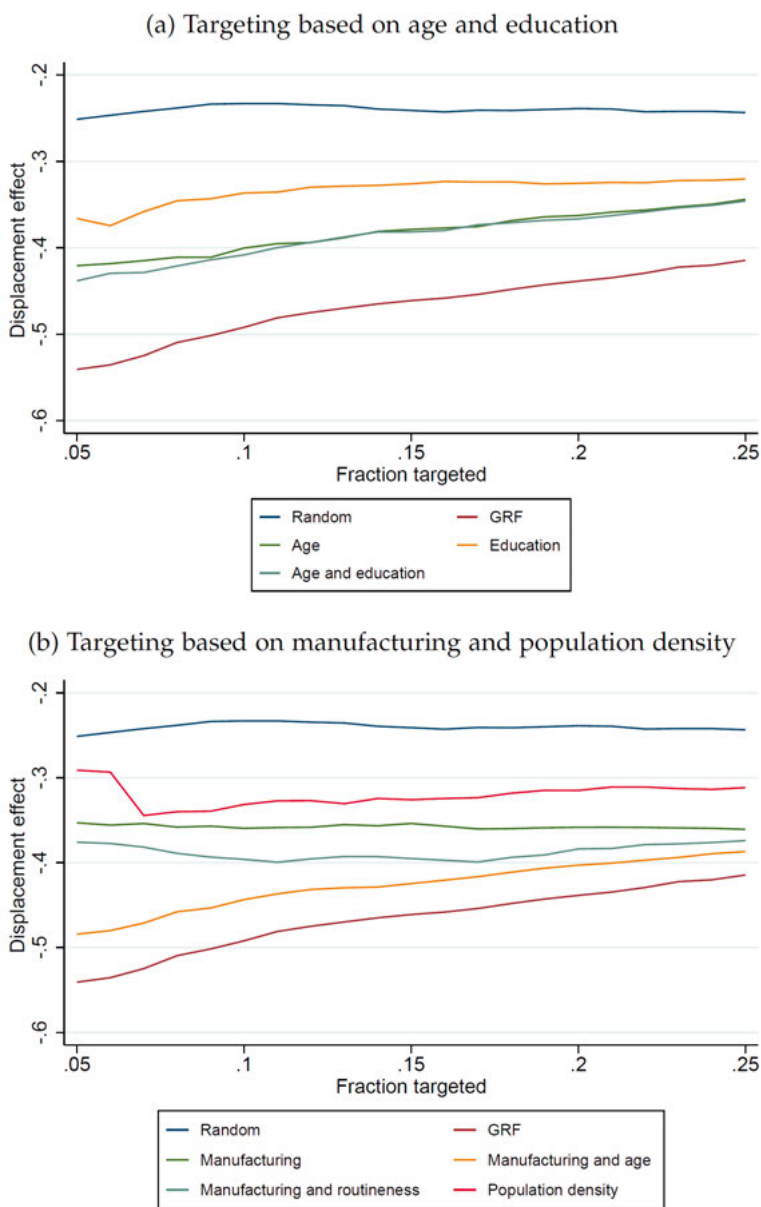 (a) Targeting based on age and education
-.2
-.3
-.4
-.5
-.6
Displacement effect
.05
.1
.15
.2
.25
Fraction targeted
Random
GRF
Age
Education
Age and education
(b) Targeting based on manufacturing and population density
-.2
-.3
-.4
-.5
-.6
Displacement effect
.05
.1
.15
.2
.25
Fraction targeted
Random
GRF
Manufacturing
Manufacturing and age
Manufacturing and routineness
Population density